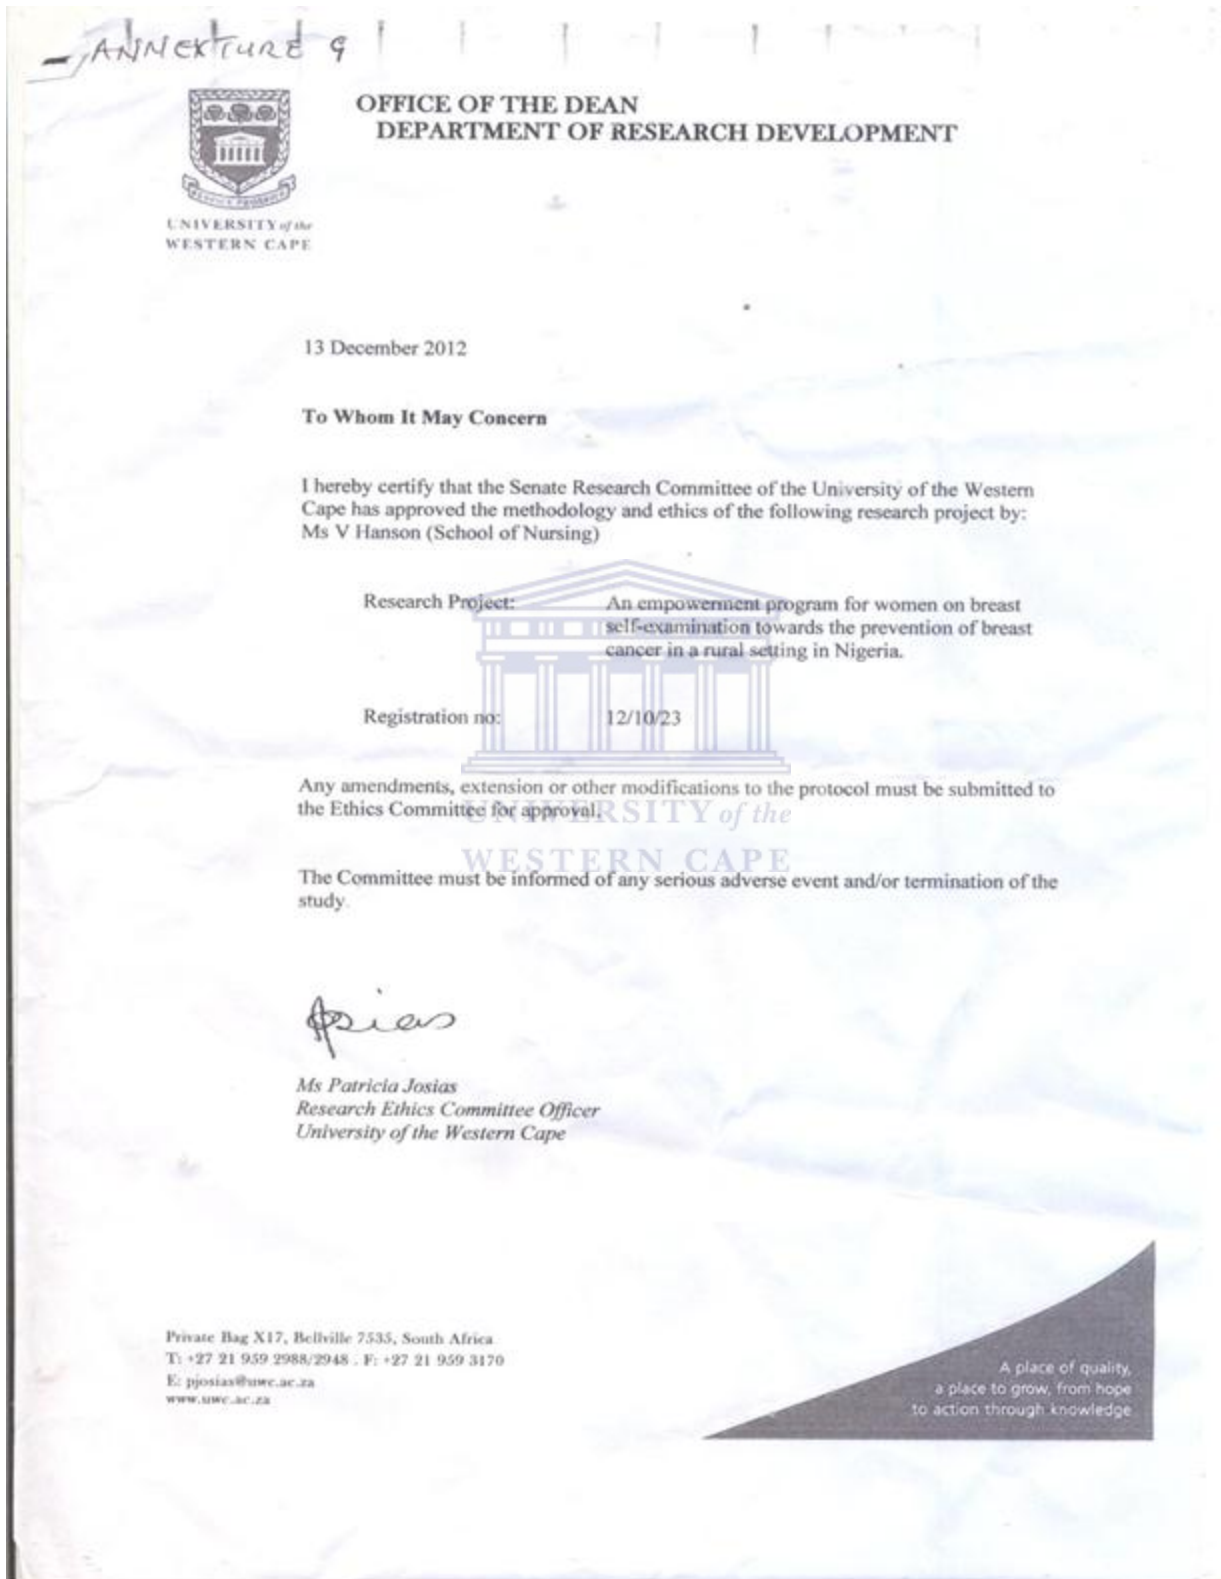 ANNEXTURE 9
OFFICE OF THE DEAN
DEPARTMENT OF RESEARCH DEVELOPMENT
UNIVERSITY of the
WESTERN CAPE
13 December 2012
To Whom It May Concern
I hereby certify that the Senate Research Committee of the University of the Western
Cape has approved the methodology and ethics of the following research project by:
Ms V Hanson (School of Nursing)
Research Project: An empowerment program for women on breast
self-examination towards the prevention of breast
cancer in a rural setting in Nigeria.
Registration no: 12/10/23
Any amendments, extension or other modifications to the protocol must be submitted to
the Ethics Committee for approval.
UNIVERSITY of the
WESTERN CAPE
The Committee must be informed of any serious adverse event and/or termination of the
study.
Ms Patricia Josias
Research Ethics Committee Officer
University of the Western Cape
Private Bag X17, Bellville 7535, South Africa
T: +27 21 959 2988/2948 . F: +27 21 959 3170
E: pjosias@uwc.ac.za
www.uwc.ac.za
A place of quality,
a place to grow, from hope
to action through knowledge